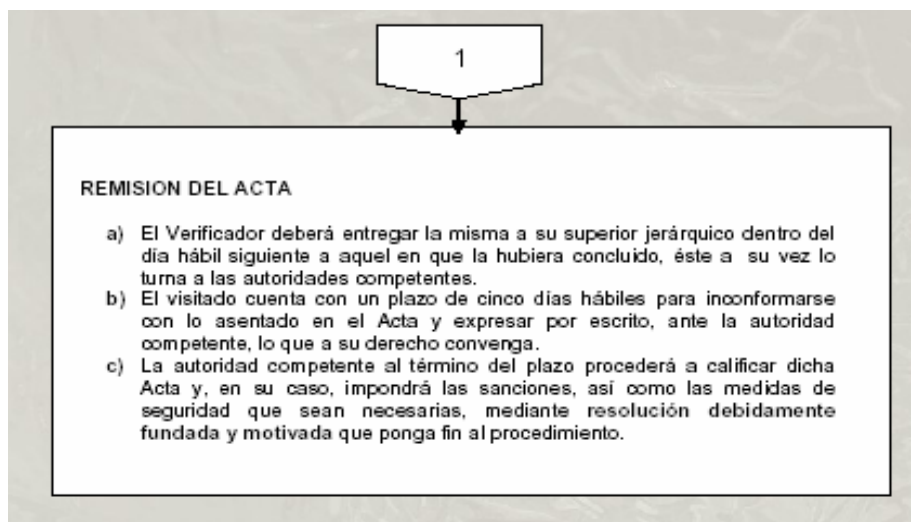 1
REMISION DEL ACTA
a) El Verificador deberá entregar la misma a su superior jerárquico dentro del
día hábil siguiente a aquel en que la hubiera concluido, éste a su vez lo
turna a las autoridades competentes.
b) El visitado cuenta con un plazo de cinco días hábiles para inconformarse
con lo asentado en el Acta y expresar por escrito, ante la autoridad
competente, lo que a su derecho convenga.
c) La autoridad competente al término del plazo procederá a calificar dicha
Acta y, en su caso, impondrá las sanciones, así como las medidas de
seguridad que sean necesarias, mediante resolución debidamente
fundada y motivada que ponga fin al procedimiento.